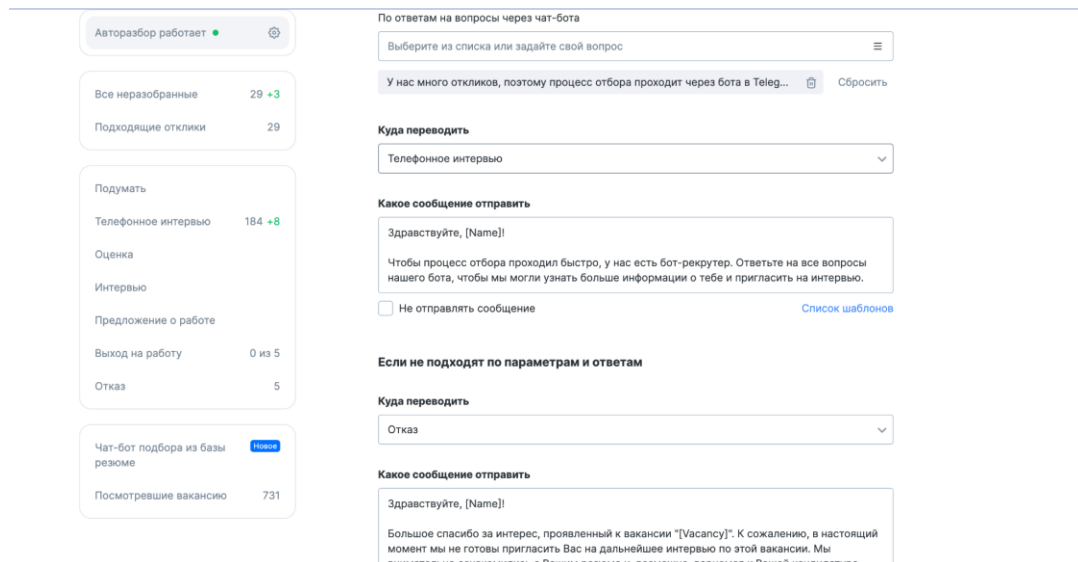 Авторазбор работает
Все неразобранные 29 +3
Подходящие отклики 29
Подумать
Телефонное интервью 184 +8
Оценка
Интервью
Предложение о работе
Выход на работу 0 из 5
Отказ 5
Чат-бот подбора из базы Новое
резюме
Посмотревшие вакансию 731
По ответам на вопросы через чат-бота
Выберите из списка или задайте свой вопрос
У нас много откликов, поэтому процесс отбора проходит через бота в Teleg... Сбросить
Куда переводить
Телефонное интервью
Какое сообщение отправить
Здравствуйте, [Name]!
Чтобы процесс отбора проходил быстро, у нас есть бот-рекрутер. Ответьте на все вопросы
нашего бота, чтобы мы могли узнать больше информации о тебе и пригласить на интервью.
Не отправлять сообщение Список шаблонов
Если не подходят по параметрам и ответам
Куда переводить
Отказ
Какое сообщение отправить
Здравствуйте, [Name]!
Большое спасибо за интерес, проявленный к вакансии "[Vacancy]". К сожалению, в настоящий
момент мы не готовы пригласить Вас на дальнейшее интервью по этой вакансии. Мы